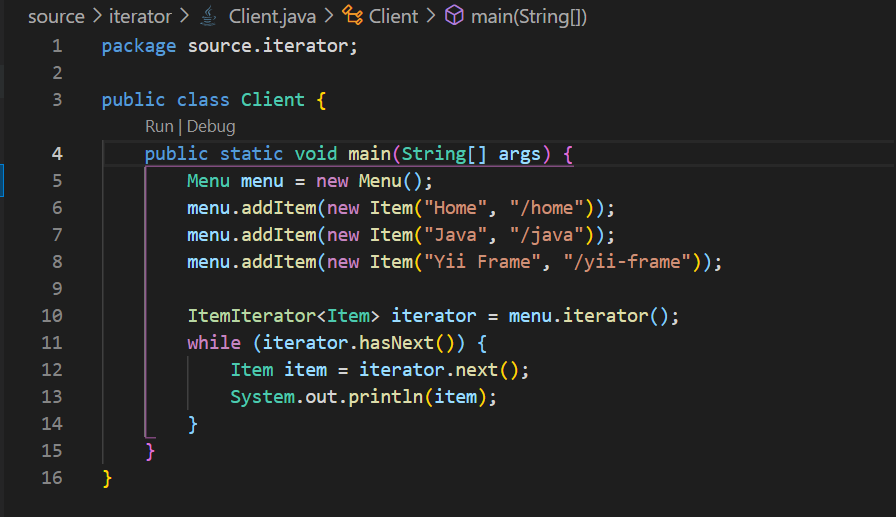 source > iterator > Client.java > Client > main(String[])
1 package source.iterator;
2
3 public class Client {
Run | Debug
4 public static void main(String[] args) {
5 Menu menu = new Menu();
6 menu.addItem(new Item("Home", "/home"));
7 menu.addItem(new Item("Java", "/java"));
8 menu.addItem(new Item("Yii Frame", "/yii-frame"));
9
10 ItemIterator<Item> iterator = menu.iterator();
11 while (iterator.hasNext()) {
12 Item item = iterator.next();
13 System.out.println(item);
14 }
15 }
16 }